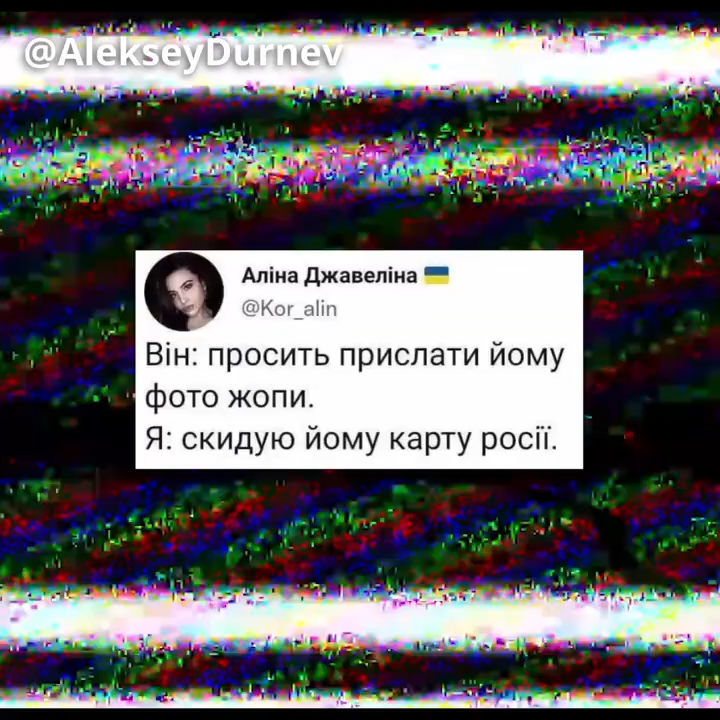 @AlekseyDurnev
Аліна Джавеліна 🇺🇦
@Kor_alin
Він: просить прислати йому
фото жопи.
Я: скидую йому карту росії.